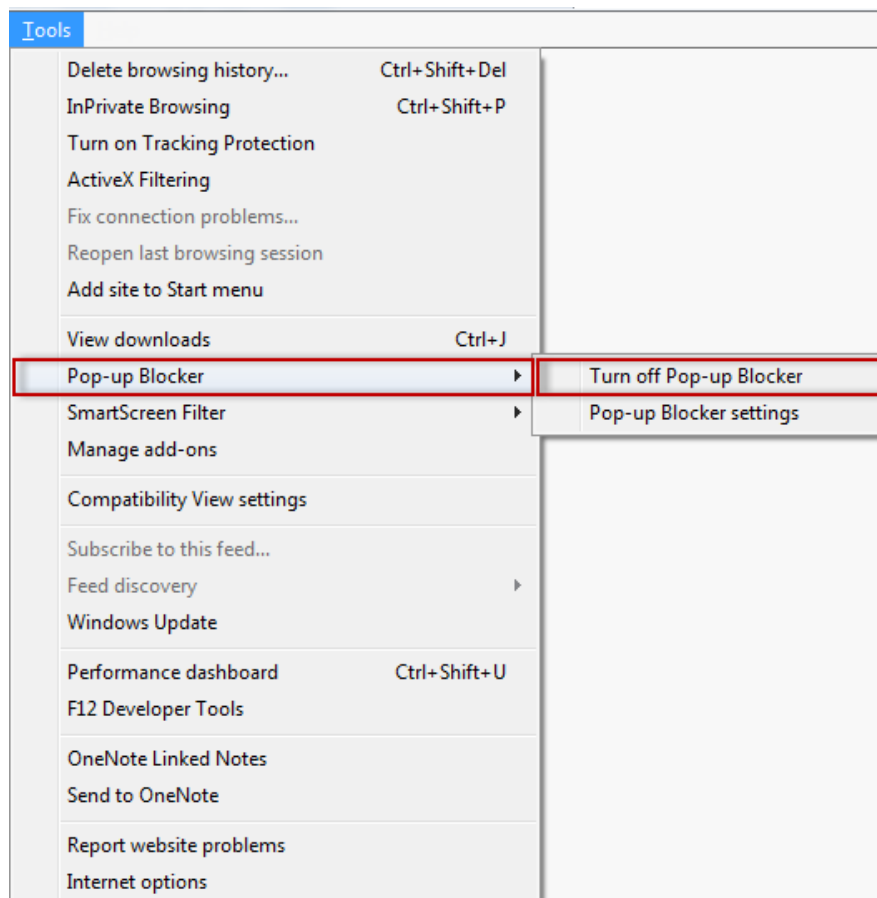 Tools
Delete browsing history... Ctrl+Shift+Del
InPrivate Browsing Ctrl+Shift+P
Turn on Tracking Protection
ActiveX Filtering
Fix connection problems...
Reopen last browsing session
Add site to Start menu
View downloads Ctrl+J
Pop-up Blocker
Turn off Pop-up Blocker
SmartScreen Filter
Pop-up Blocker settings
Manage add-ons
Compatibility View settings
Subscribe to this feed...
Feed discovery
Windows Update
Performance dashboard Ctrl+Shift+U
F12 Developer Tools
OneNote Linked Notes
Send to OneNote
Report website problems
Internet options